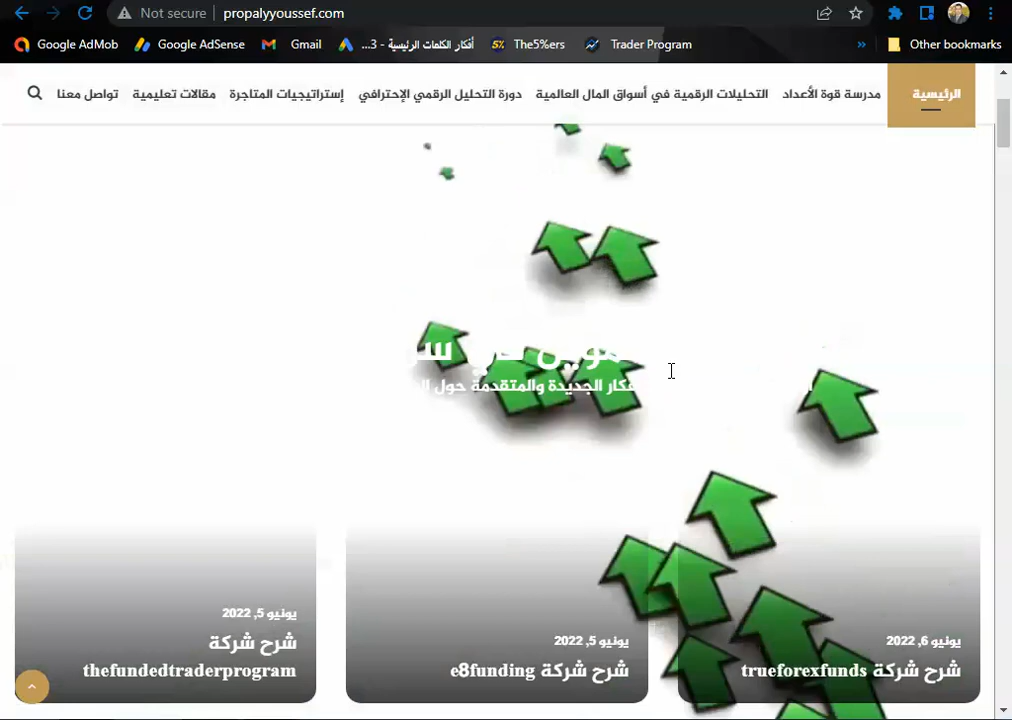 Not secure propalyyoussef.com
Google AdMob Google AdSense Gmail أفكار الكلمات الرئيسية - 3... The5%ers Trader Program » Other bookmarks
الرئيسية مدرسة قوة الأعداد التحليلات الرقمية في أسواق المال العالمية دورة التحليل الرقمي الإحترافي إستراتيجيات المتاجرة مقالات تعليمية تواصل معنا
الجديدة والمتقدمة حول
يونيو 6, 2022
شرح شركة trueforexfunds
يونيو 5, 2022
شرح شركة e8funding
يونيو 5, 2022
شرح شركة
thefundedtraderprogram